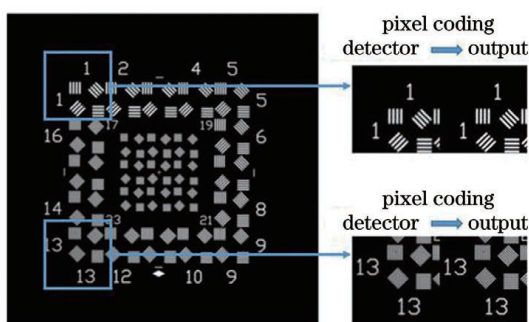 pixel coding
detector output
1 2 4 5
1 5
16 17 19 6
14 23 21 8
13 9
13 12 10 9
1 1
1 1
pixel coding
detector output
13 13
13 13